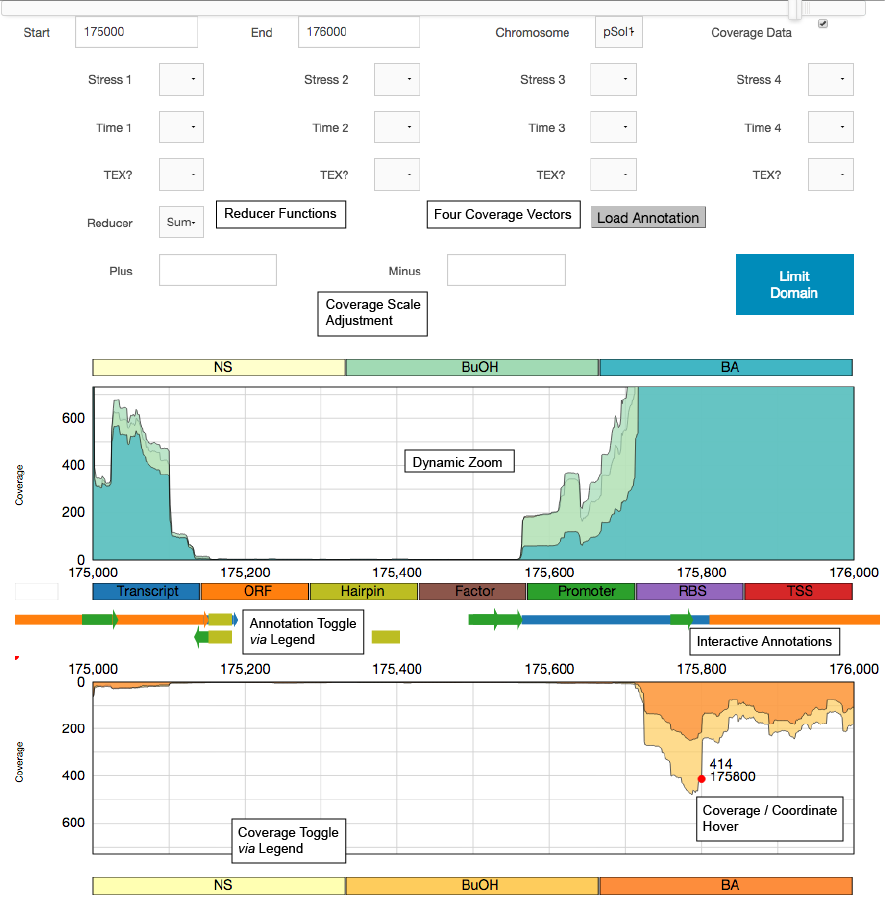 Start 175000 End 176000 Chromosome pSol1 Coverage Data
Stress 1 - Stress 2 - Stress 3 - Stress 4 -
Time 1 - Time 2 - Time 3 - Time 4 -
TEX? - TEX? - TEX? - TEX? -
Reducer Sum- Reducer Functions Four Coverage Vectors Load Annotation
Plus Minus
Limit
Domain
Coverage Scale
Adjustment
NS BuOH BA
600
400
200
0
Coverage
Dynamic Zoom
175,000 175,200 175,400 175,600 175,800 176,000
Transcript ORF Hairpin Factor Promoter RBS TSS
Annotation Toggle
via Legend
Interactive Annotations
175,000 175,200 175,400 175,600 175,800 176,000
0
200
400
600
Coverage
414
175800
Coverage / Coordinate
Hover
Coverage Toggle
via Legend
NS BuOH BA